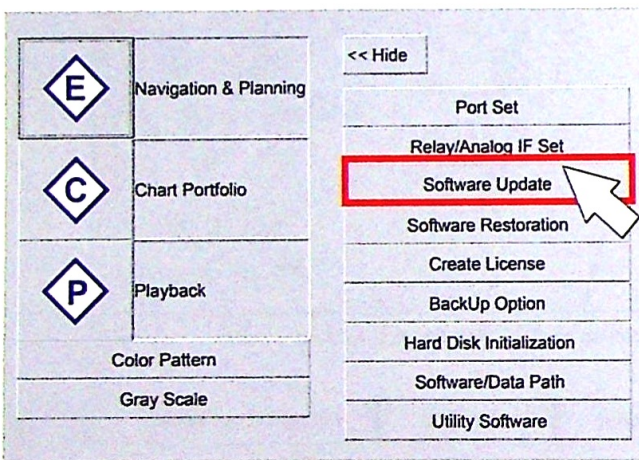 E
Navigation & Planning
C
Chart Portfolio
P
Playback
Color Pattern
Gray Scale
<< Hide
Port Set
Relay/Analog IF Set
Software Update
Software Restoration
Create License
BackUp Option
Hard Disk Initialization
Software/Data Path
Utility Software